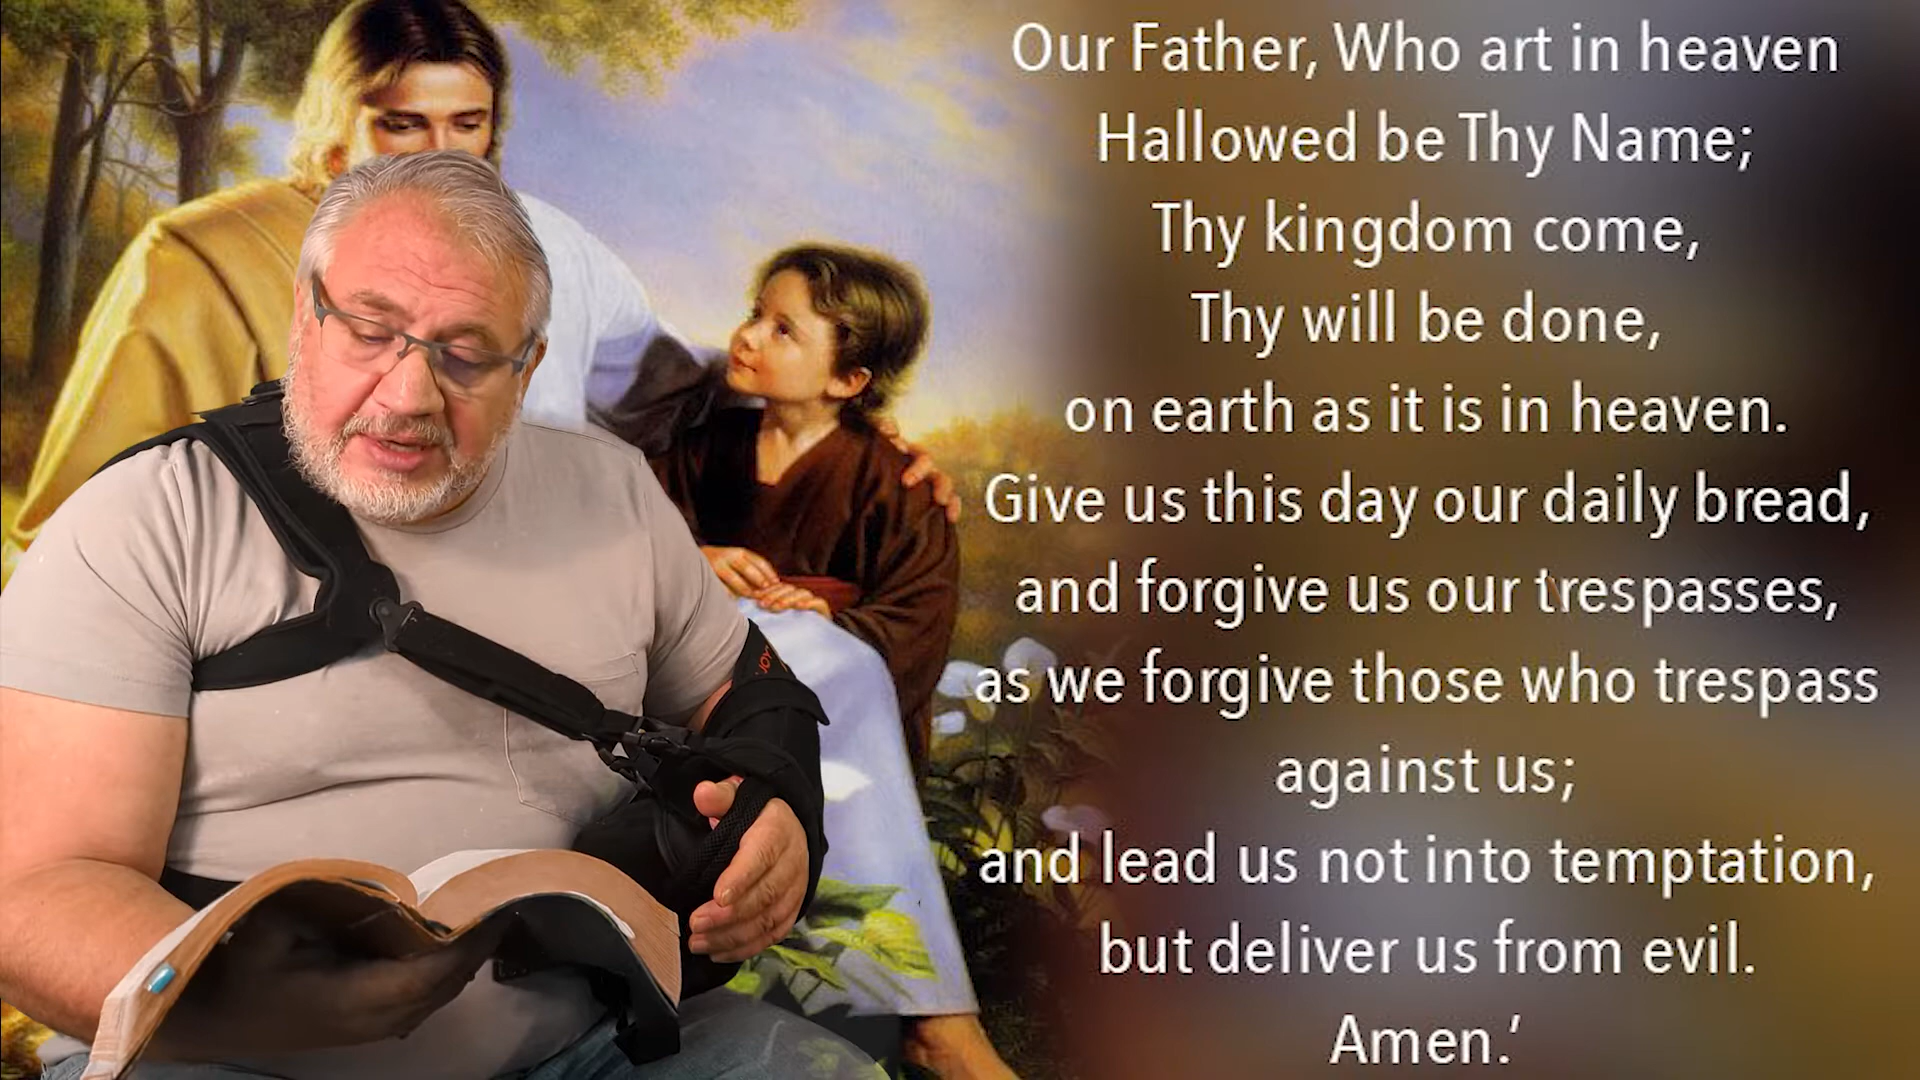 Our Father, Who art in heaven
Hallowed be Thy Name;
Thy kingdom come,
Thy will be done,
on earth as it is in heaven.
Give us this day our daily bread,
and forgive us our trespasses,
as we forgive those who trespass
against us;
and lead us not into temptation,
but deliver us from evil.
Amen.’